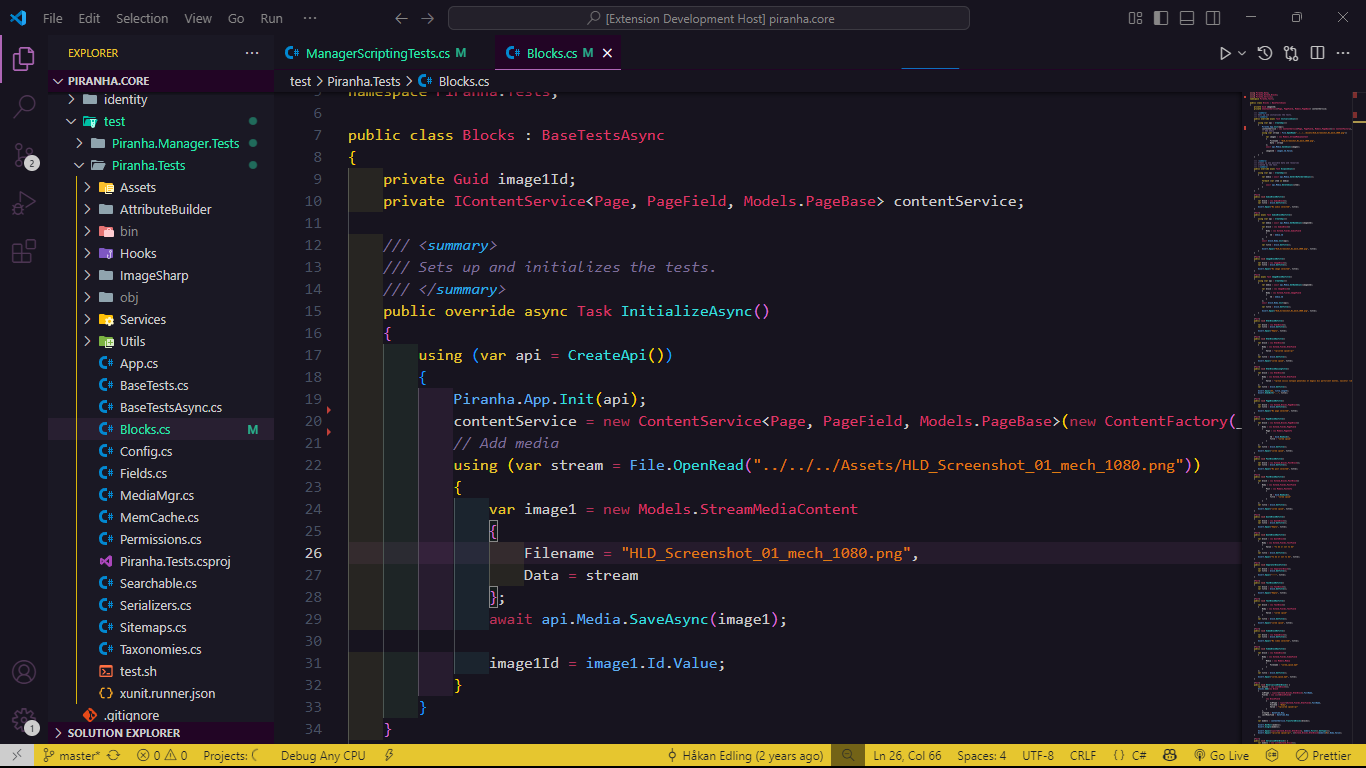 File Edit Selection View Go Run ··· [Extension Development Host] piranha.core
EXPLORER ···
ManagerScriptingTests.cs M
Blocks.cs M
PIRANHA.CORE
identity
test
Piranha.Manager.Tests
Piranha.Tests
Assets
AttributeBuilder
bin
Hooks
ImageSharp
obj
Services
Utils
App.cs
BaseTests.cs
BaseTestsAsync.cs
Blocks.cs M
Config.cs
Fields.cs
MediaMgr.cs
MemCache.cs
Permissions.cs
Piranha.Tests.csproj
Searchable.cs
Serializers.cs
Sitemaps.cs
Taxonomies.cs
test.sh
xunit.runner.json
.gitignore
SOLUTION EXPLORER
2
1
test > Piranha.Tests > Blocks.cs
5 namespace Piranha.Tests;
6
7 public class Blocks : BaseTestsAsync
8 {
9 private Guid image1Id;
10 private IContentService<Page, PageField, Models.PageBase> contentService;
11
12 /// <summary>
13 /// Sets up and initializes the tests.
14 /// </summary>
15 public override async Task InitializeAsync()
16 {
17 using (var api = CreateApi())
18 {
19 Piranha.App.Init(api);
20 contentService = new ContentService<Page, PageField, Models.PageBase>(new ContentFactory(_
21 // Add media
22 using (var stream = File.OpenRead("../../../Assets/HLD_Screenshot_01_mech_1080.png"))
23 {
24 var image1 = new Models.StreamMediaContent
25 {
26 Filename = "HLD_Screenshot_01_mech_1080.png",
27 Data = stream
28 };
29 await api.Media.SaveAsync(image1);
30
31 image1Id = image1.Id.Value;
32 }
33 }
34 }
master* 0 0 Projects: Debug Any CPU Håkan Edling (2 years ago) Ln 26, Col 66 Spaces: 4 UTF-8 CRLF {} C# Go Live Prettier